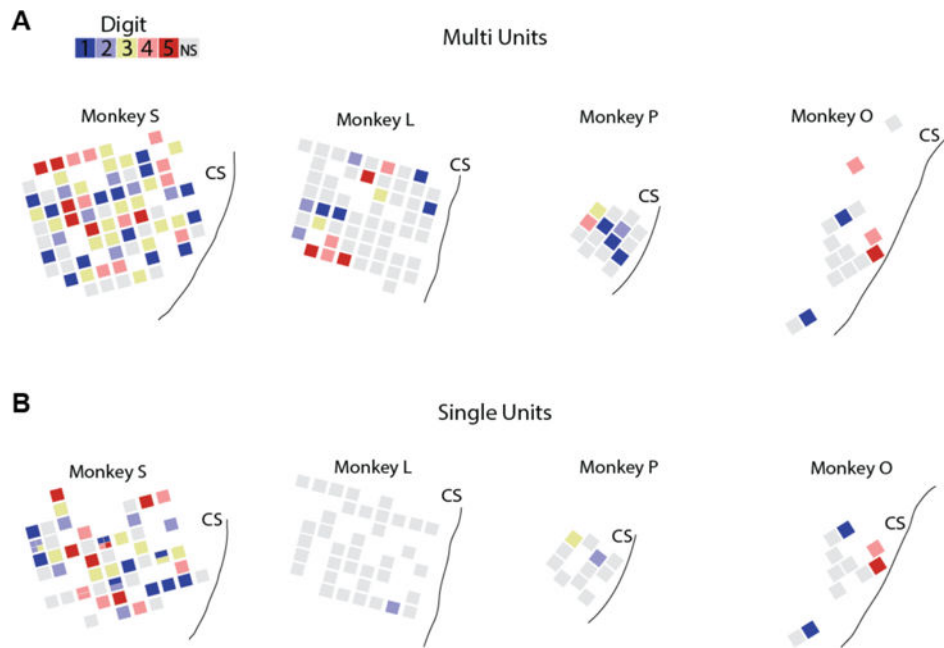 A
Digit
1 2 3 4 5 NS
Multi Units
Monkey S
Monkey L
Monkey P
Monkey O
CS
CS
CS
CS
B
Single Units
Monkey S
Monkey L
Monkey P
Monkey O
CS
CS
CS
CS